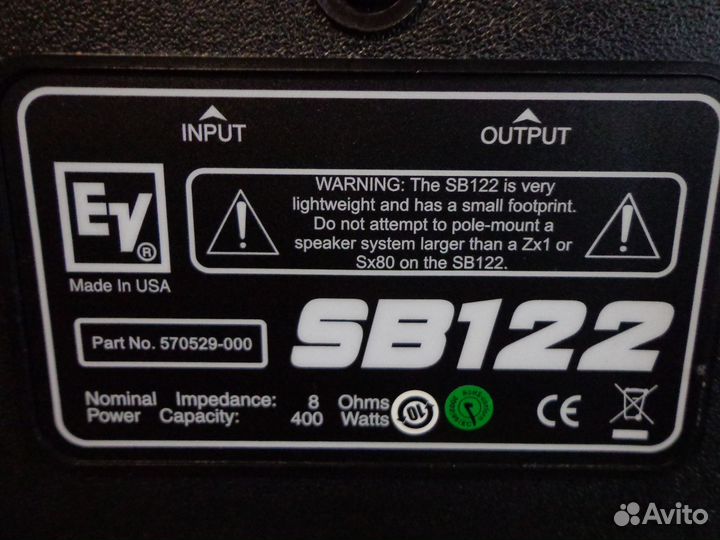 INPUT
OUTPUT
EV®
Made In USA
WARNING: The SB122 is very
lightweight and has a small footprint.
Do not attempt to pole-mount a
speaker system larger than a Zx1 or
Sx80 on the SB122.
Part No. 570529-000
SB122
Nominal Impedance: 8 Ohms
Power Capacity: 400 Watts
10
CE
Avito